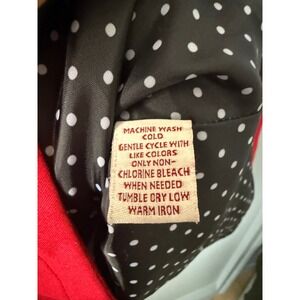 MACHINE WASH
COLD
GENTLE CYCLE WITH
LIKE COLORS
ONLY NON-
CHLORINE BLEACH
WHEN NEEDED
TUMBLE DRY LOW
WARM IRON